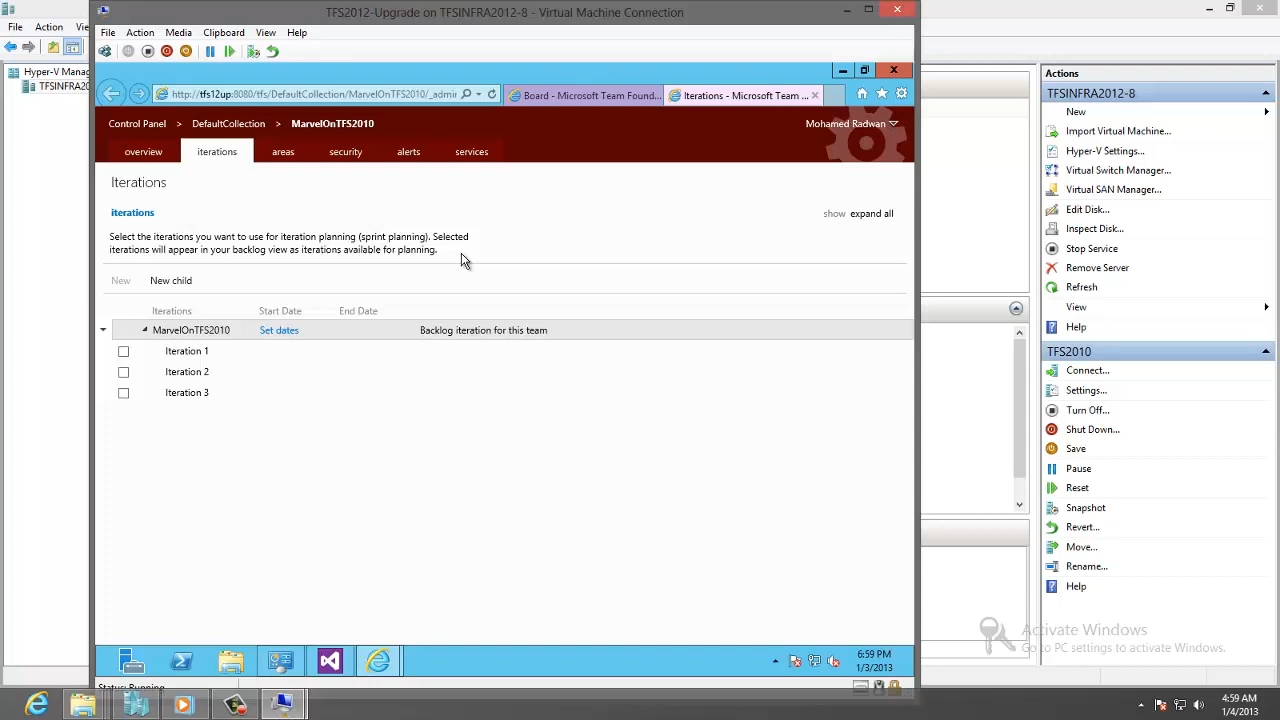 TFS2012-Upgrade on TFSINFRA2012-8 - Virtual Machine Connection
File Action
File Action Media Clipboard View Help
Hyper-V Mana
TFSINFRA20
http://tfs12up:8080/tfs/DefaultCollection/MarvelOnTFS2010/_admi
Board - Microsoft Team Found...
Iterations - Microsoft Team ...
Control Panel > DefaultCollection > MarvelOnTFS2010
Mohamed Radwan
overview iterations areas security alerts services
Iterations
iterations
show expand all
Select the iterations you want to use for iteration planning (sprint planning). Selected
iterations will appear in your backlog view as iterations available for planning.
New New child
Iterations Start Date End Date
MarvelOnTFS2010 Set dates Backlog iteration for this team
Iteration 1
Iteration 2
Iteration 3
6:59 PM
1/3/2013
Status: Running
Actions
TFSINFRA2012-8
New
Import Virtual Machine...
Hyper-V Settings...
Virtual Switch Manager...
Virtual SAN Manager...
Edit Disk...
Inspect Disk...
Stop Service
Remove Server
Refresh
View
Help
TFS2010
Connect...
Settings...
Turn Off...
Shut Down...
Save
Pause
Reset
Snapshot
Revert...
Move...
Rename...
Help
Activate Windows
Go to PC settings to activate Windows.
4:59 AM
1/4/2013